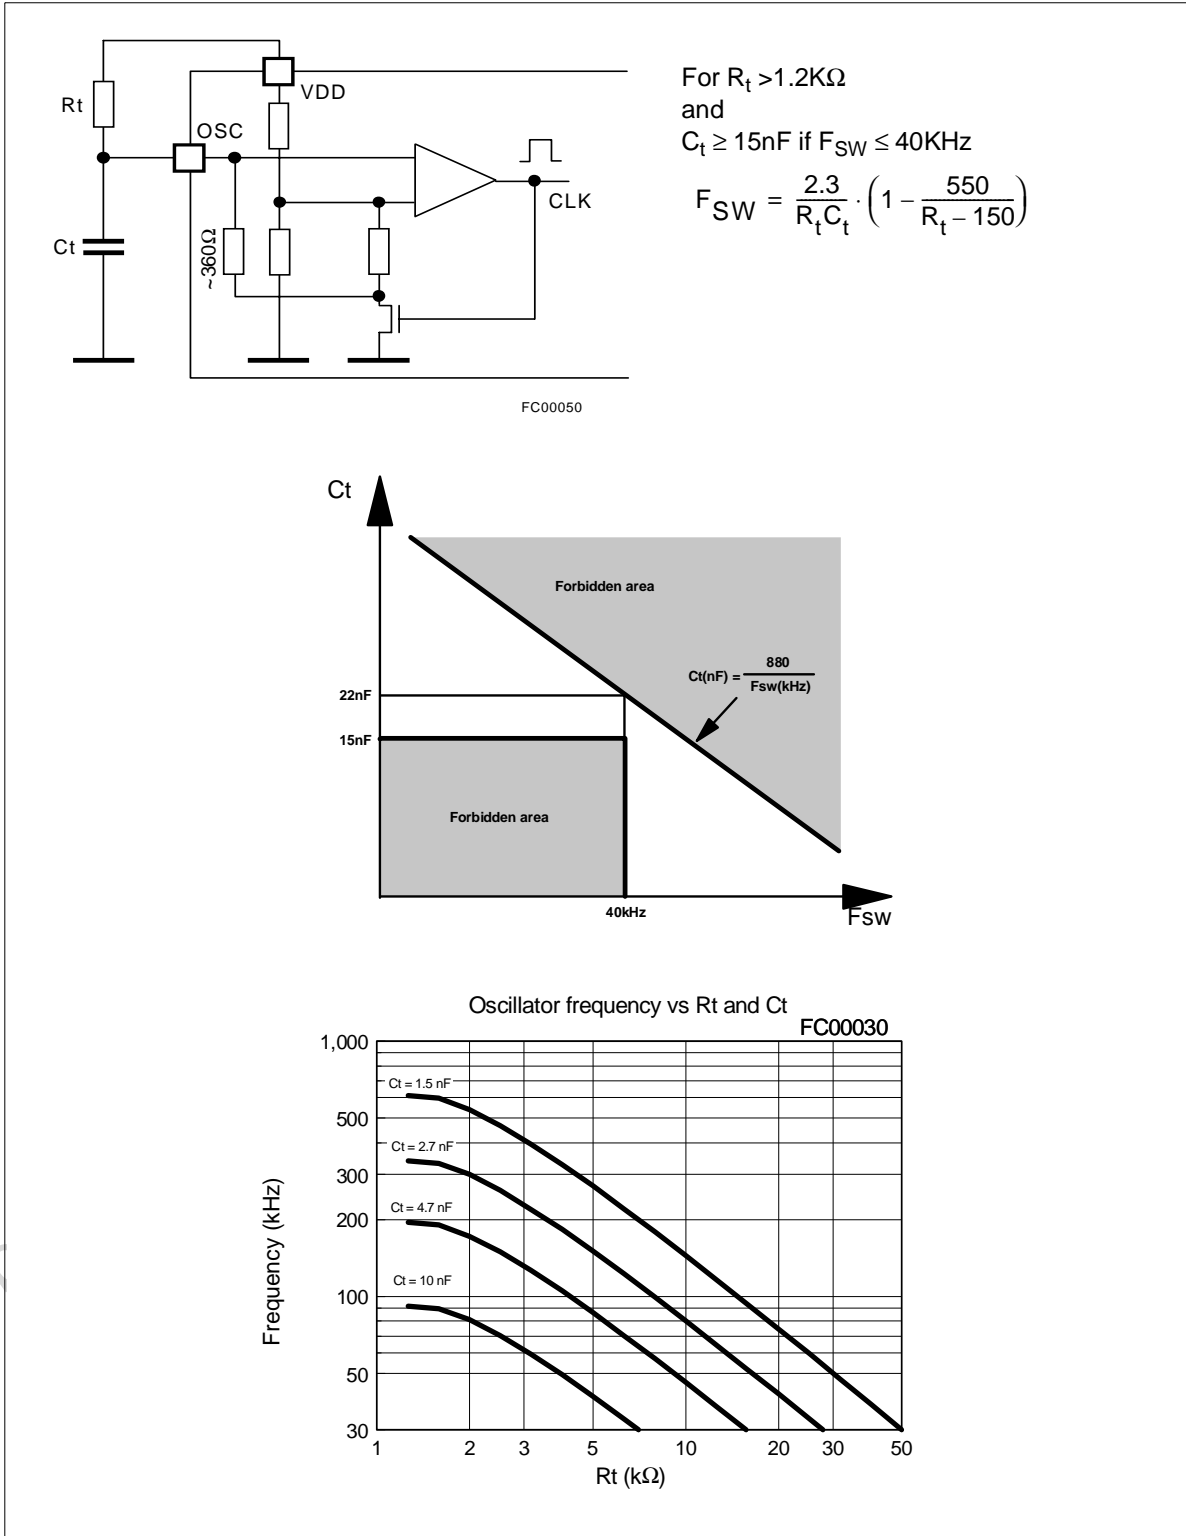 Rt
VDD
OSC
CLK
Ct
~360Ω
FC00050
For Rt >1.2KΩ
and
Ct ≥ 15nF if FSW ≤ 40KHz
FSW = 2.3 / RtCt · (1 − 550 / Rt − 150)
Ct
Forbidden area
Ct(nF) = 880 / Fsw(kHz)
22nF
15nF
Forbidden area
40kHz
Fsw
Oscillator frequency vs Rt and Ct
FC00030
1,000
Ct = 1.5 nF
500
Ct = 2.7 nF
300
Ct = 4.7 nF
200
Ct = 10 nF
100
50
30
Frequency (kHz)
1 2 3 5 10 20 30 50
Rt (kΩ)